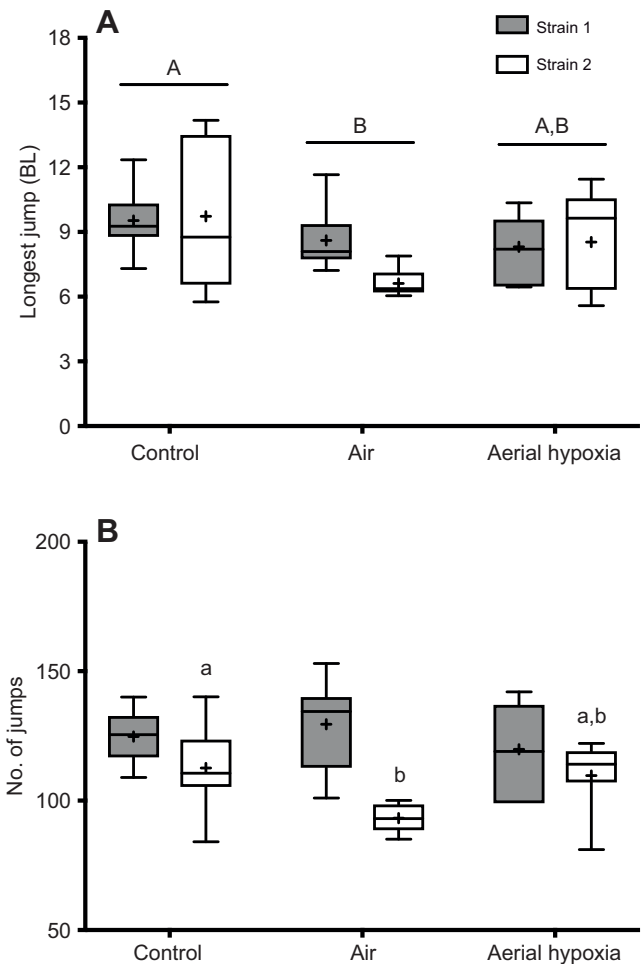 A
18
15
12
9
6
3
0
Longest jump (BL)
Strain 1
Strain 2
A
B
A,B
Control
Air
Aerial hypoxia
B
200
150
100
50
No. of jumps
a
b
a,b
Control
Air
Aerial hypoxia